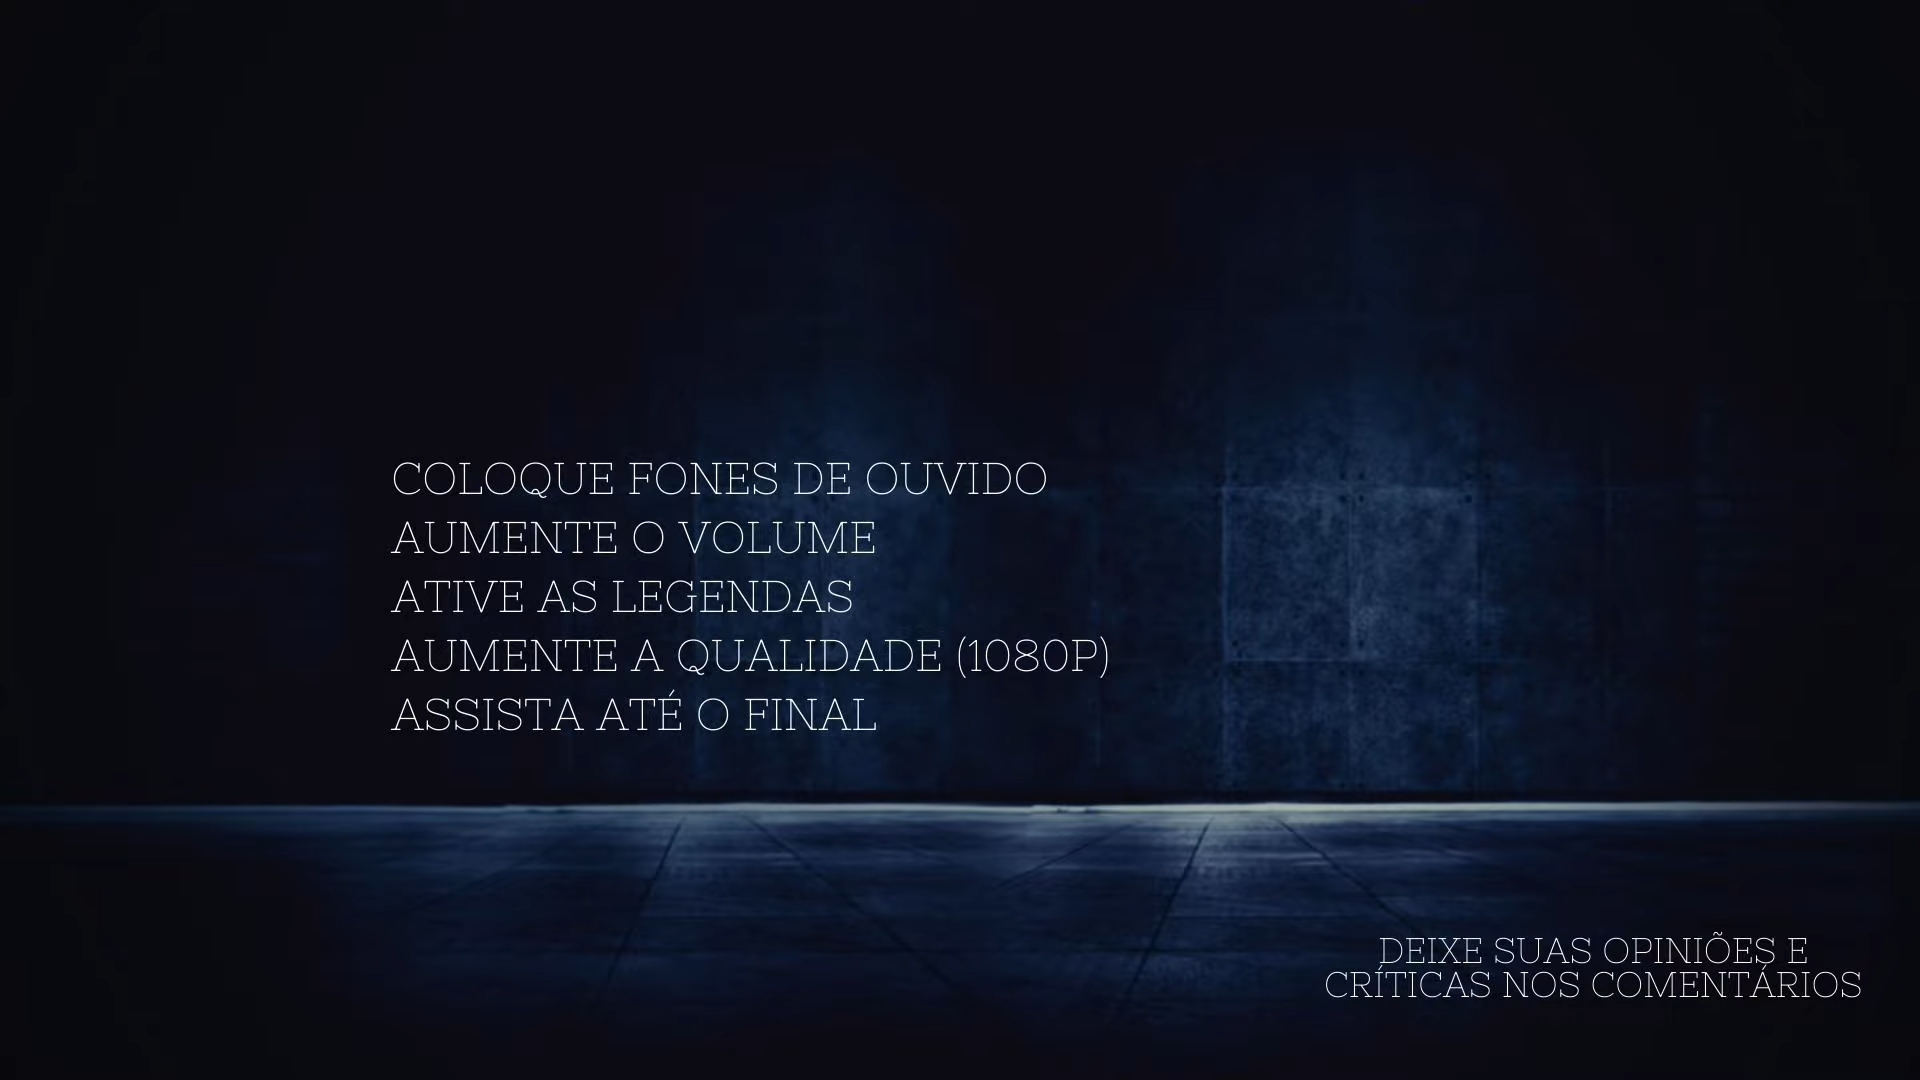 COLOQUE FONES DE OUVIDO
AUMENTE O VOLUME
ATIVE AS LEGENDAS
AUMENTE A QUALIDADE (1080P)
ASSISTA ATÉ O FINAL
DEIXE SUAS OPINIÕES E
CRÍTICAS NOS COMENTÁRIOS